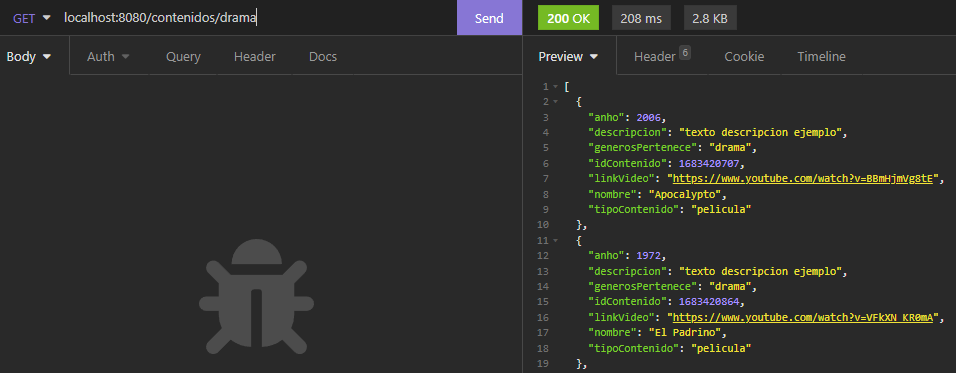 GET localhost:8080/contenidos/drama Send 200 OK 208 ms 2.8 KB
Body Auth Query Header Docs Preview Header 6 Cookie Timeline
1 [
2 {
3 "anho": 2006,
4 "descripcion": "texto descripcion ejemplo",
5 "generosPertenece": "drama",
6 "idContenido": 1683420707,
7 "linkVideo": "https://www.youtube.com/watch?v=BBmHjmVg8tE",
8 "nombre": "Apocalypto",
9 "tipoContenido": "pelicula"
10 },
11 {
12 "anho": 1972,
13 "descripcion": "texto descripcion ejemplo",
14 "generosPertenece": "drama",
15 "idContenido": 1683420864,
16 "linkVideo": "https://www.youtube.com/watch?v=VFkXN_KR0mA",
17 "nombre": "El Padrino",
18 "tipoContenido": "pelicula"
19 },